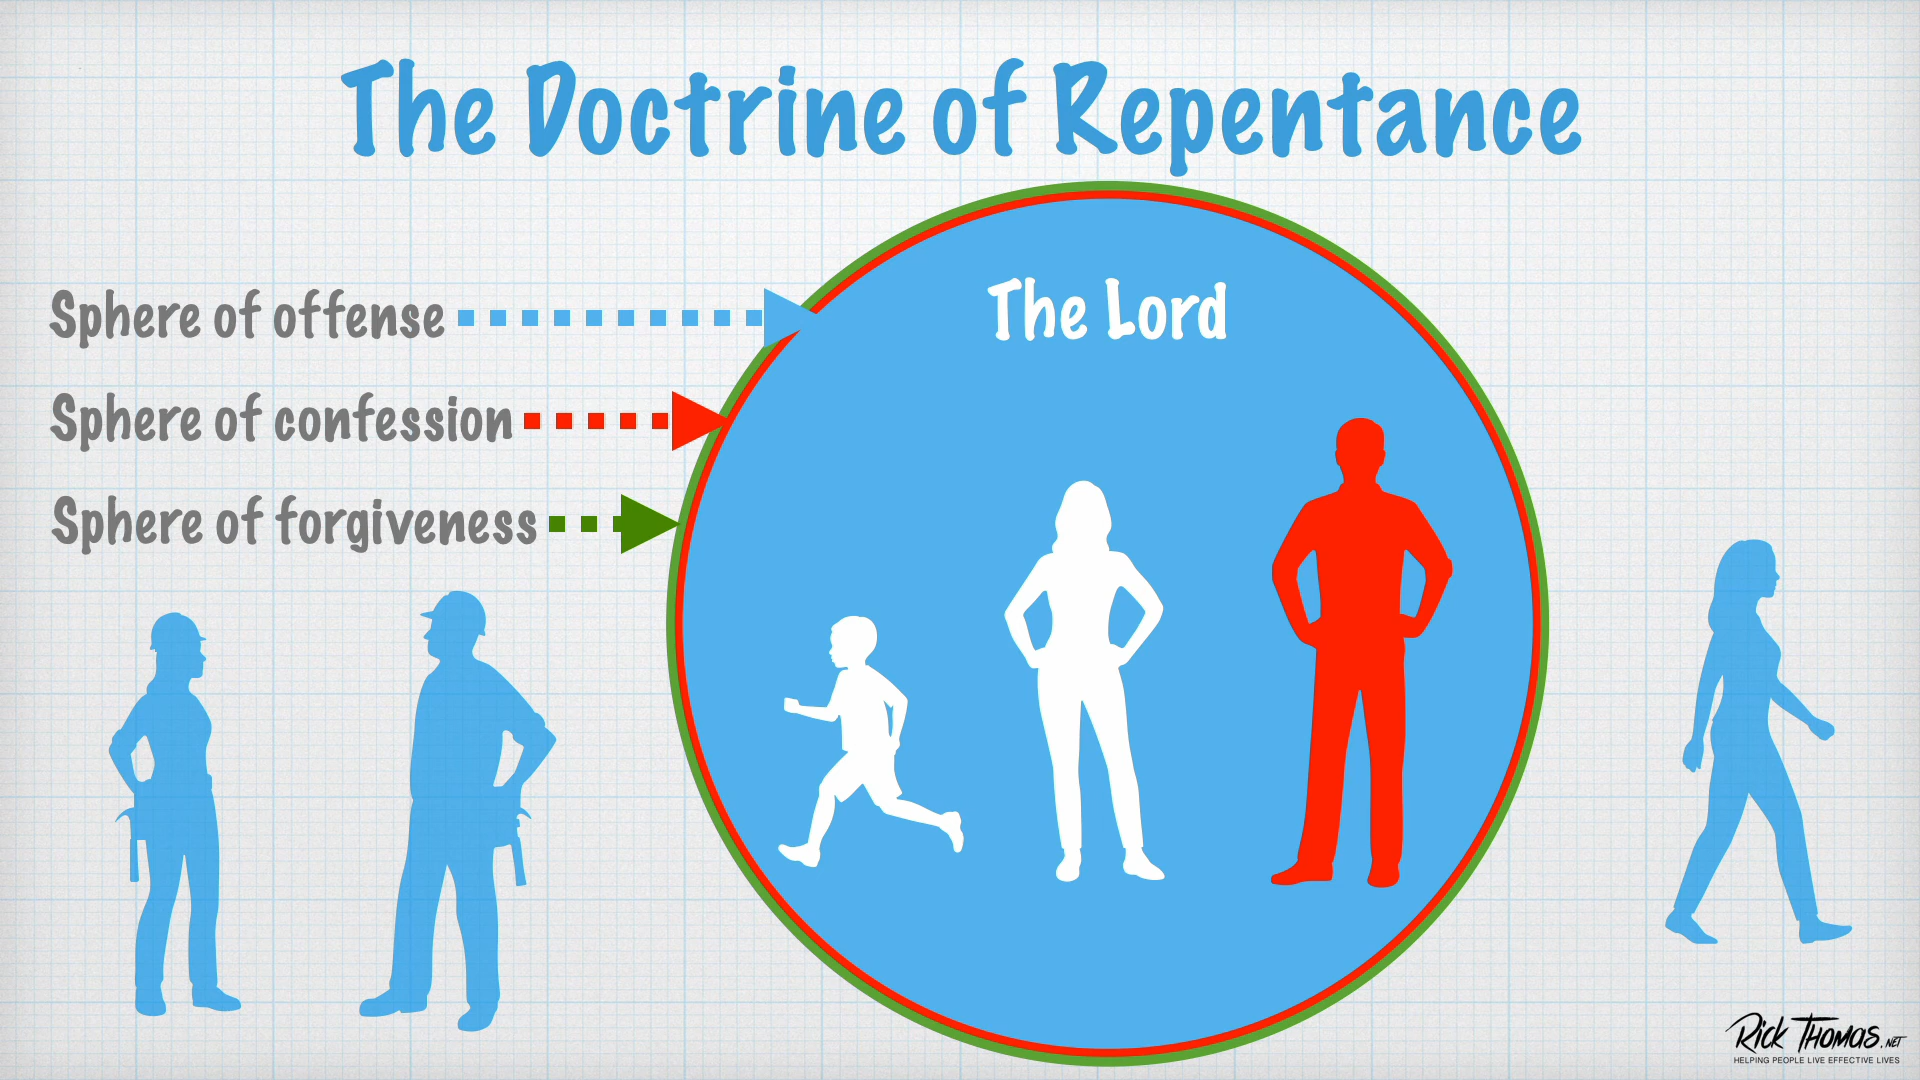 The Doctrine of Repentance
The Lord
Sphere of offense
Sphere of confession
Sphere of forgiveness
Rick Thomas.NET
HELPING PEOPLE LIVE EFFECTIVE LIVES